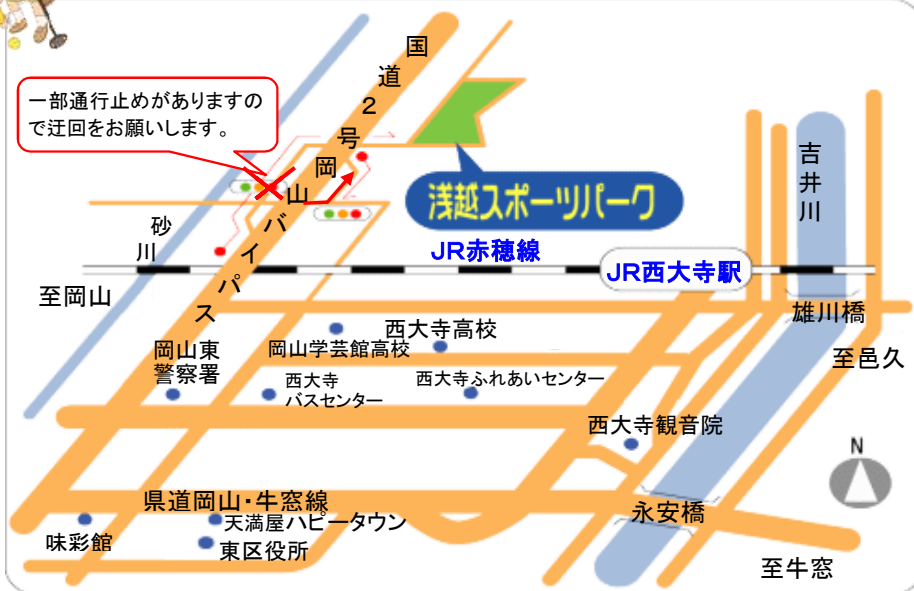 国道2号岡山バイパス
一部通行止めがありますの
で迂回をお願いします。
浅越スポーツパーク
吉井川
砂川
JR赤穂線
JR西大寺駅
至岡山
雄川橋
西大寺高校
岡山学芸館高校
岡山東
警察署
至邑久
西大寺
バスセンター
西大寺ふれあいセンター
西大寺観音院
N
県道岡山・牛窓線
永安橋
天満屋ハピータウン
味彩館
東区役所
至牛窓